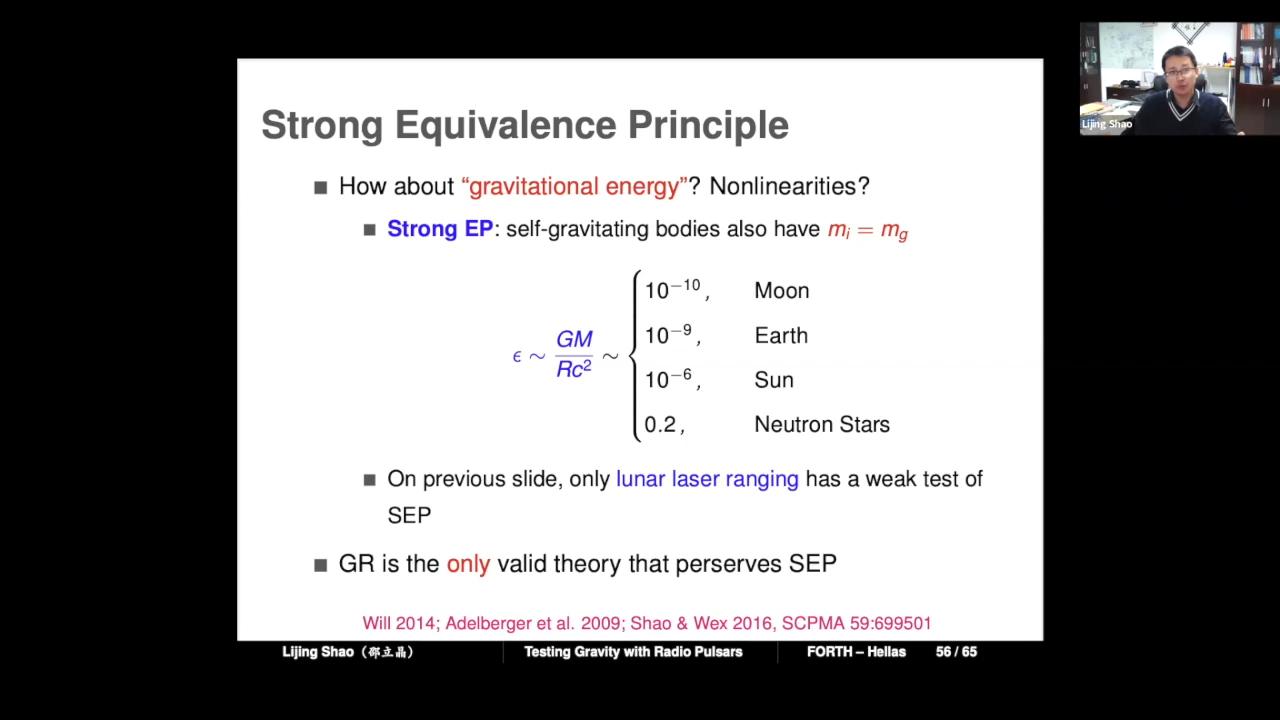 Strong Equivalence Principle
How about “gravitational energy”? Nonlinearities?
Strong EP: self-gravitating bodies also have mᵢ = m_g
ϵ ∼ GM/Rc² ∼ { 10⁻¹⁰, Moon
10⁻⁹, Earth
10⁻⁶, Sun
0.2, Neutron Stars
On previous slide, only lunar laser ranging has a weak test of
SEP
GR is the only valid theory that perserves SEP
Will 2014; Adelberger et al. 2009; Shao & Wex 2016, SCPMA 59:699501
Lijing Shao (邵立晶) Testing Gravity with Radio Pulsars FORTH – Hellas 56 / 65
Lijing Shao